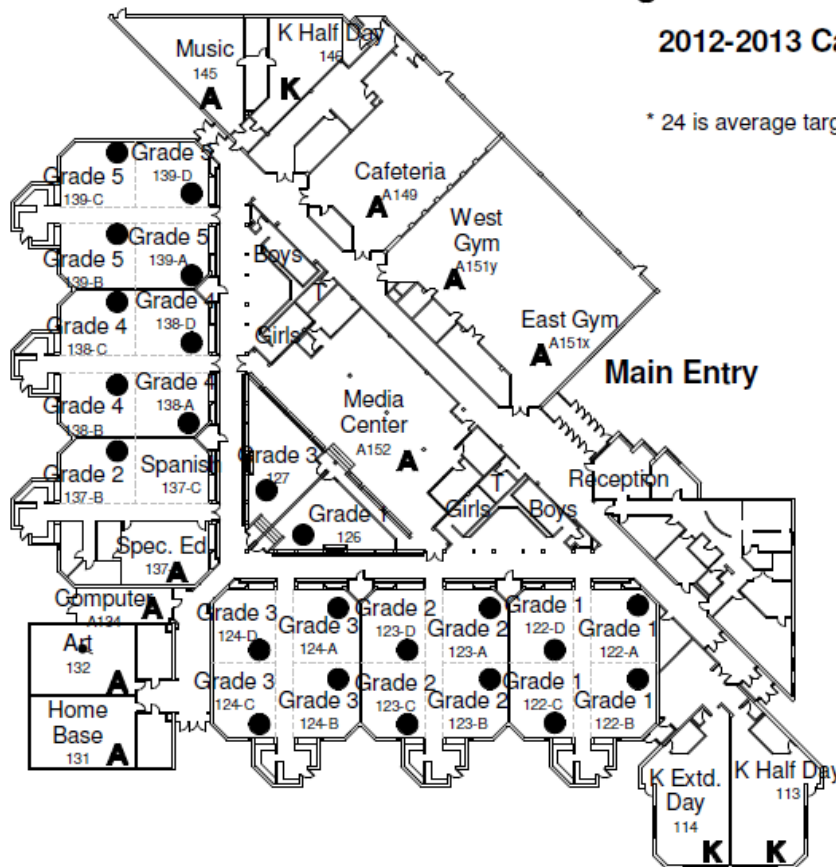 2012-2013 Ca
* 24 is average targ
Music
145
A
K Half Day
146
K
Cafeteria
A149
A
West
Gym
A151y
A
East Gym
A151x
A
Main Entry
Grade 5
139-C
Grade 5
139-D
Grade 5
139-B
Grade 5
139-A
Grade 4
138-C
Grade 4
138-D
Grade 4
138-B
Grade 4
138-A
Grade 2
137-B
Spanish
137-C
Spec. Ed.
137
A
Boys
T
Girls
Media
Center
A152
A
Grade 3
127
Grade 1
126
T
Girls
Boys
Reception
Computer
A134
A
Art
132
A
Home
Base
131
A
Grade 3
124-D
Grade 3
124-A
Grade 3
124-C
Grade 3
124-B
Grade 2
123-D
Grade 2
123-A
Grade 2
123-C
Grade 2
123-B
Grade 1
122-D
Grade 1
122-A
Grade 1
122-C
Grade 1
122-B
K Extd.
Day
114
K
K Half Day
113
K